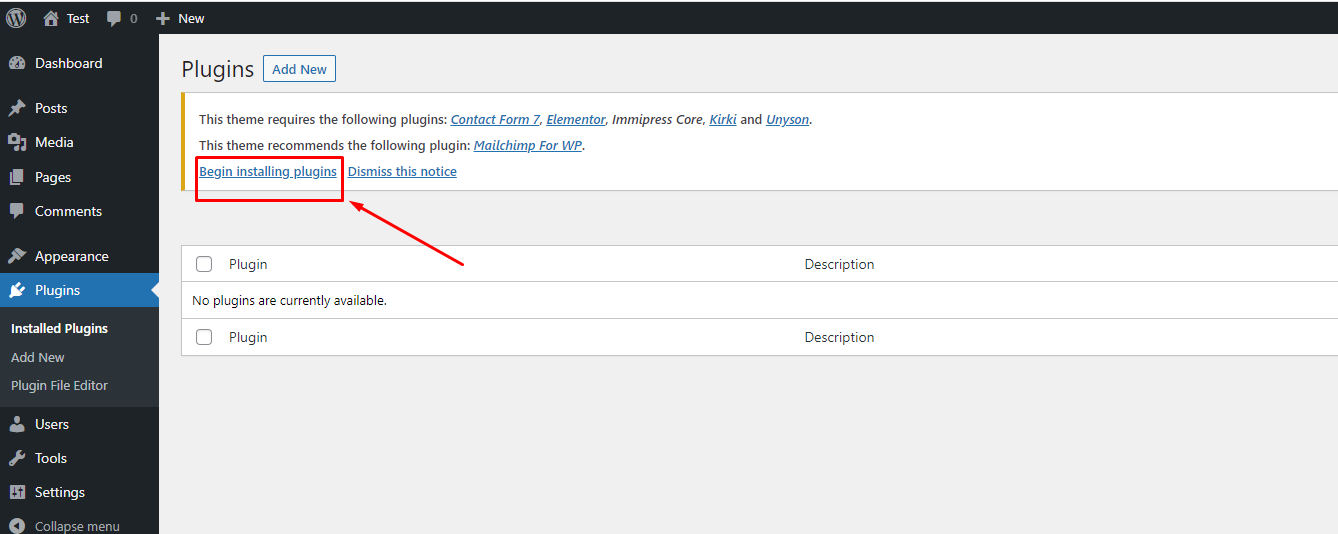 Test 0 New
Dashboard
Posts
Media
Pages
Comments
Appearance
Plugins
Installed Plugins
Add New
Plugin File Editor
Users
Tools
Settings
Collapse menu
Plugins Add New
This theme requires the following plugins: Contact Form 7, Elementor, Immipress Core, Kirki and Unyson.
This theme recommends the following plugin: Mailchimp For WP.
Begin installing plugins Dismiss this notice
Plugin Description
No plugins are currently available.
Plugin Description